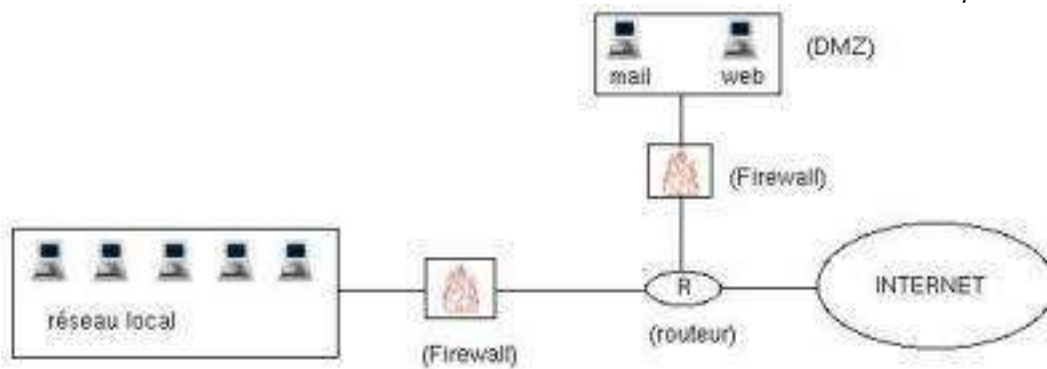 mail
web
(DMZ)
(Firewall)
réseau local
(Firewall)
R
(routeur)
INTERNET